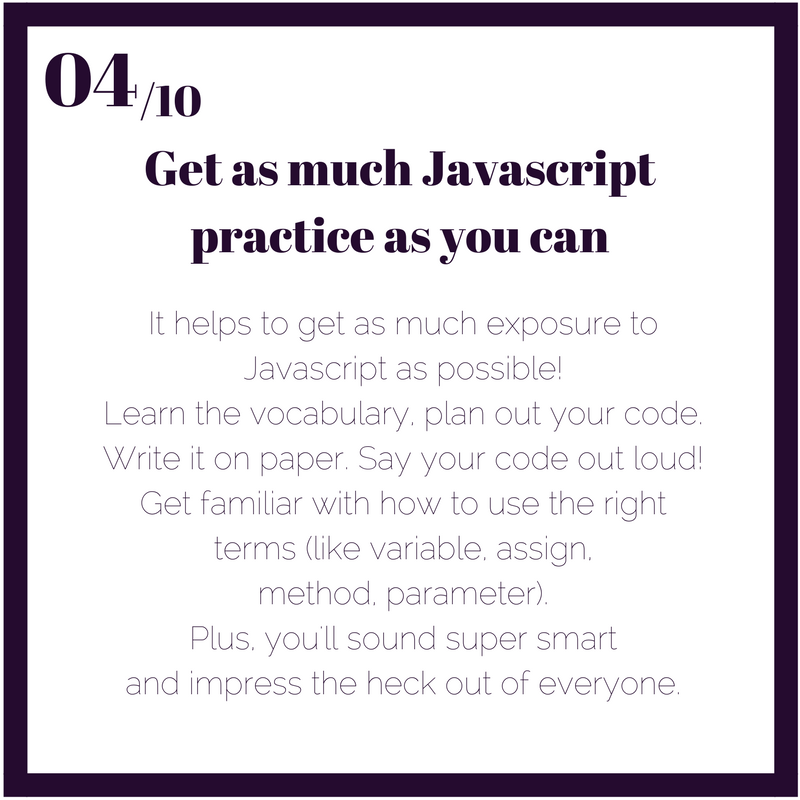 04/10
Get as much Javascript
practice as you can
It helps to get as much exposure to
Javascript as possible!
Learn the vocabulary, plan out your code.
Write it on paper. Say your code out loud!
Get familiar with how to use the right
terms (like variable, assign,
method, parameter).
Plus, you'll sound super smart
and impress the heck out of everyone.